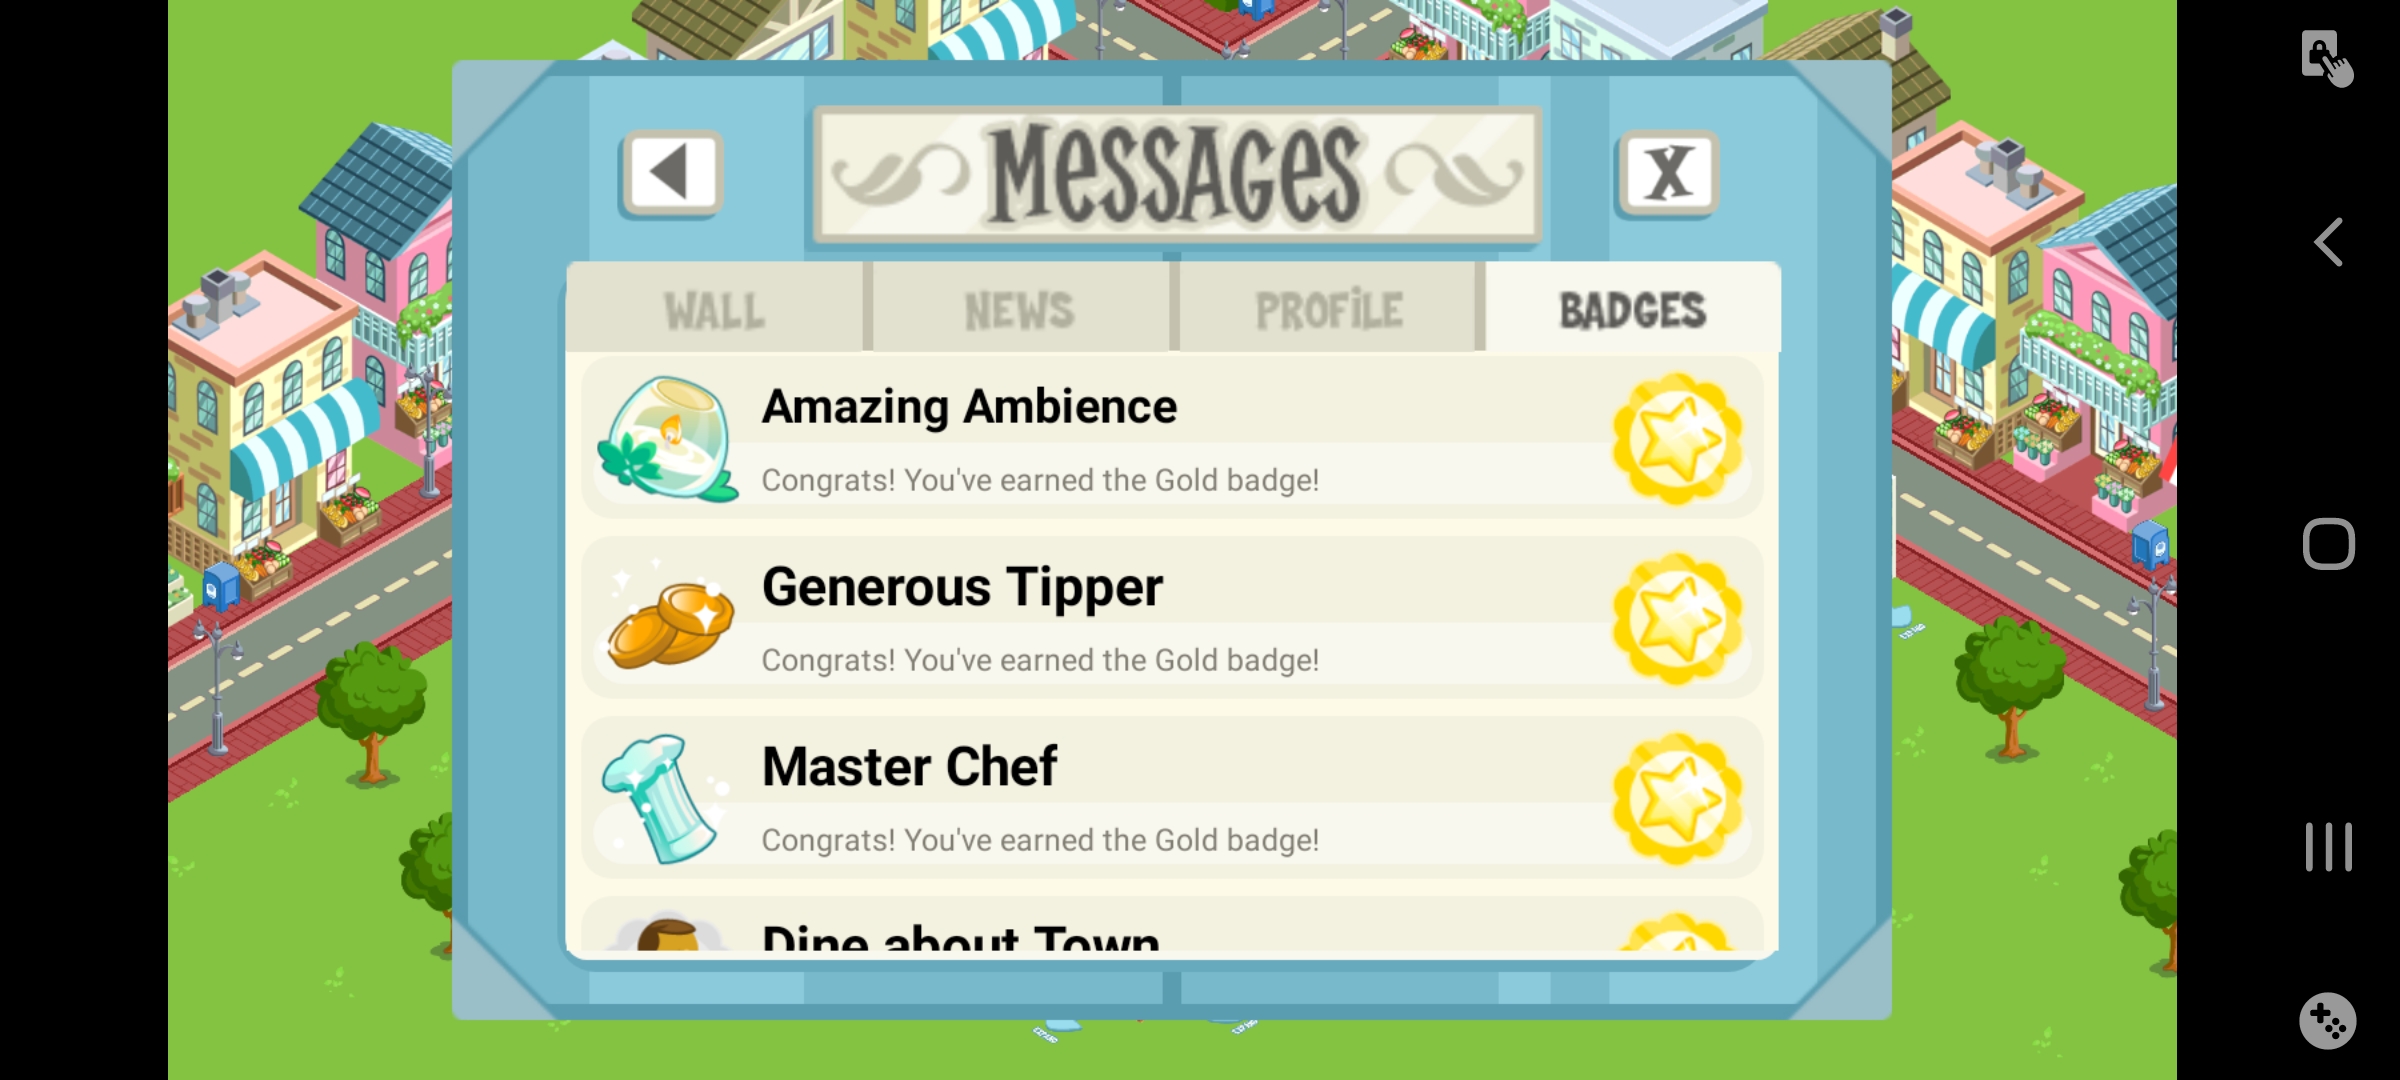 Messages
X
WALL NEWS PROFiLE BADGES
Amazing Ambience
Congrats! You've earned the Gold badge!
Generous Tipper
Congrats! You've earned the Gold badge!
Master Chef
Congrats! You've earned the Gold badge!
Dine about Town